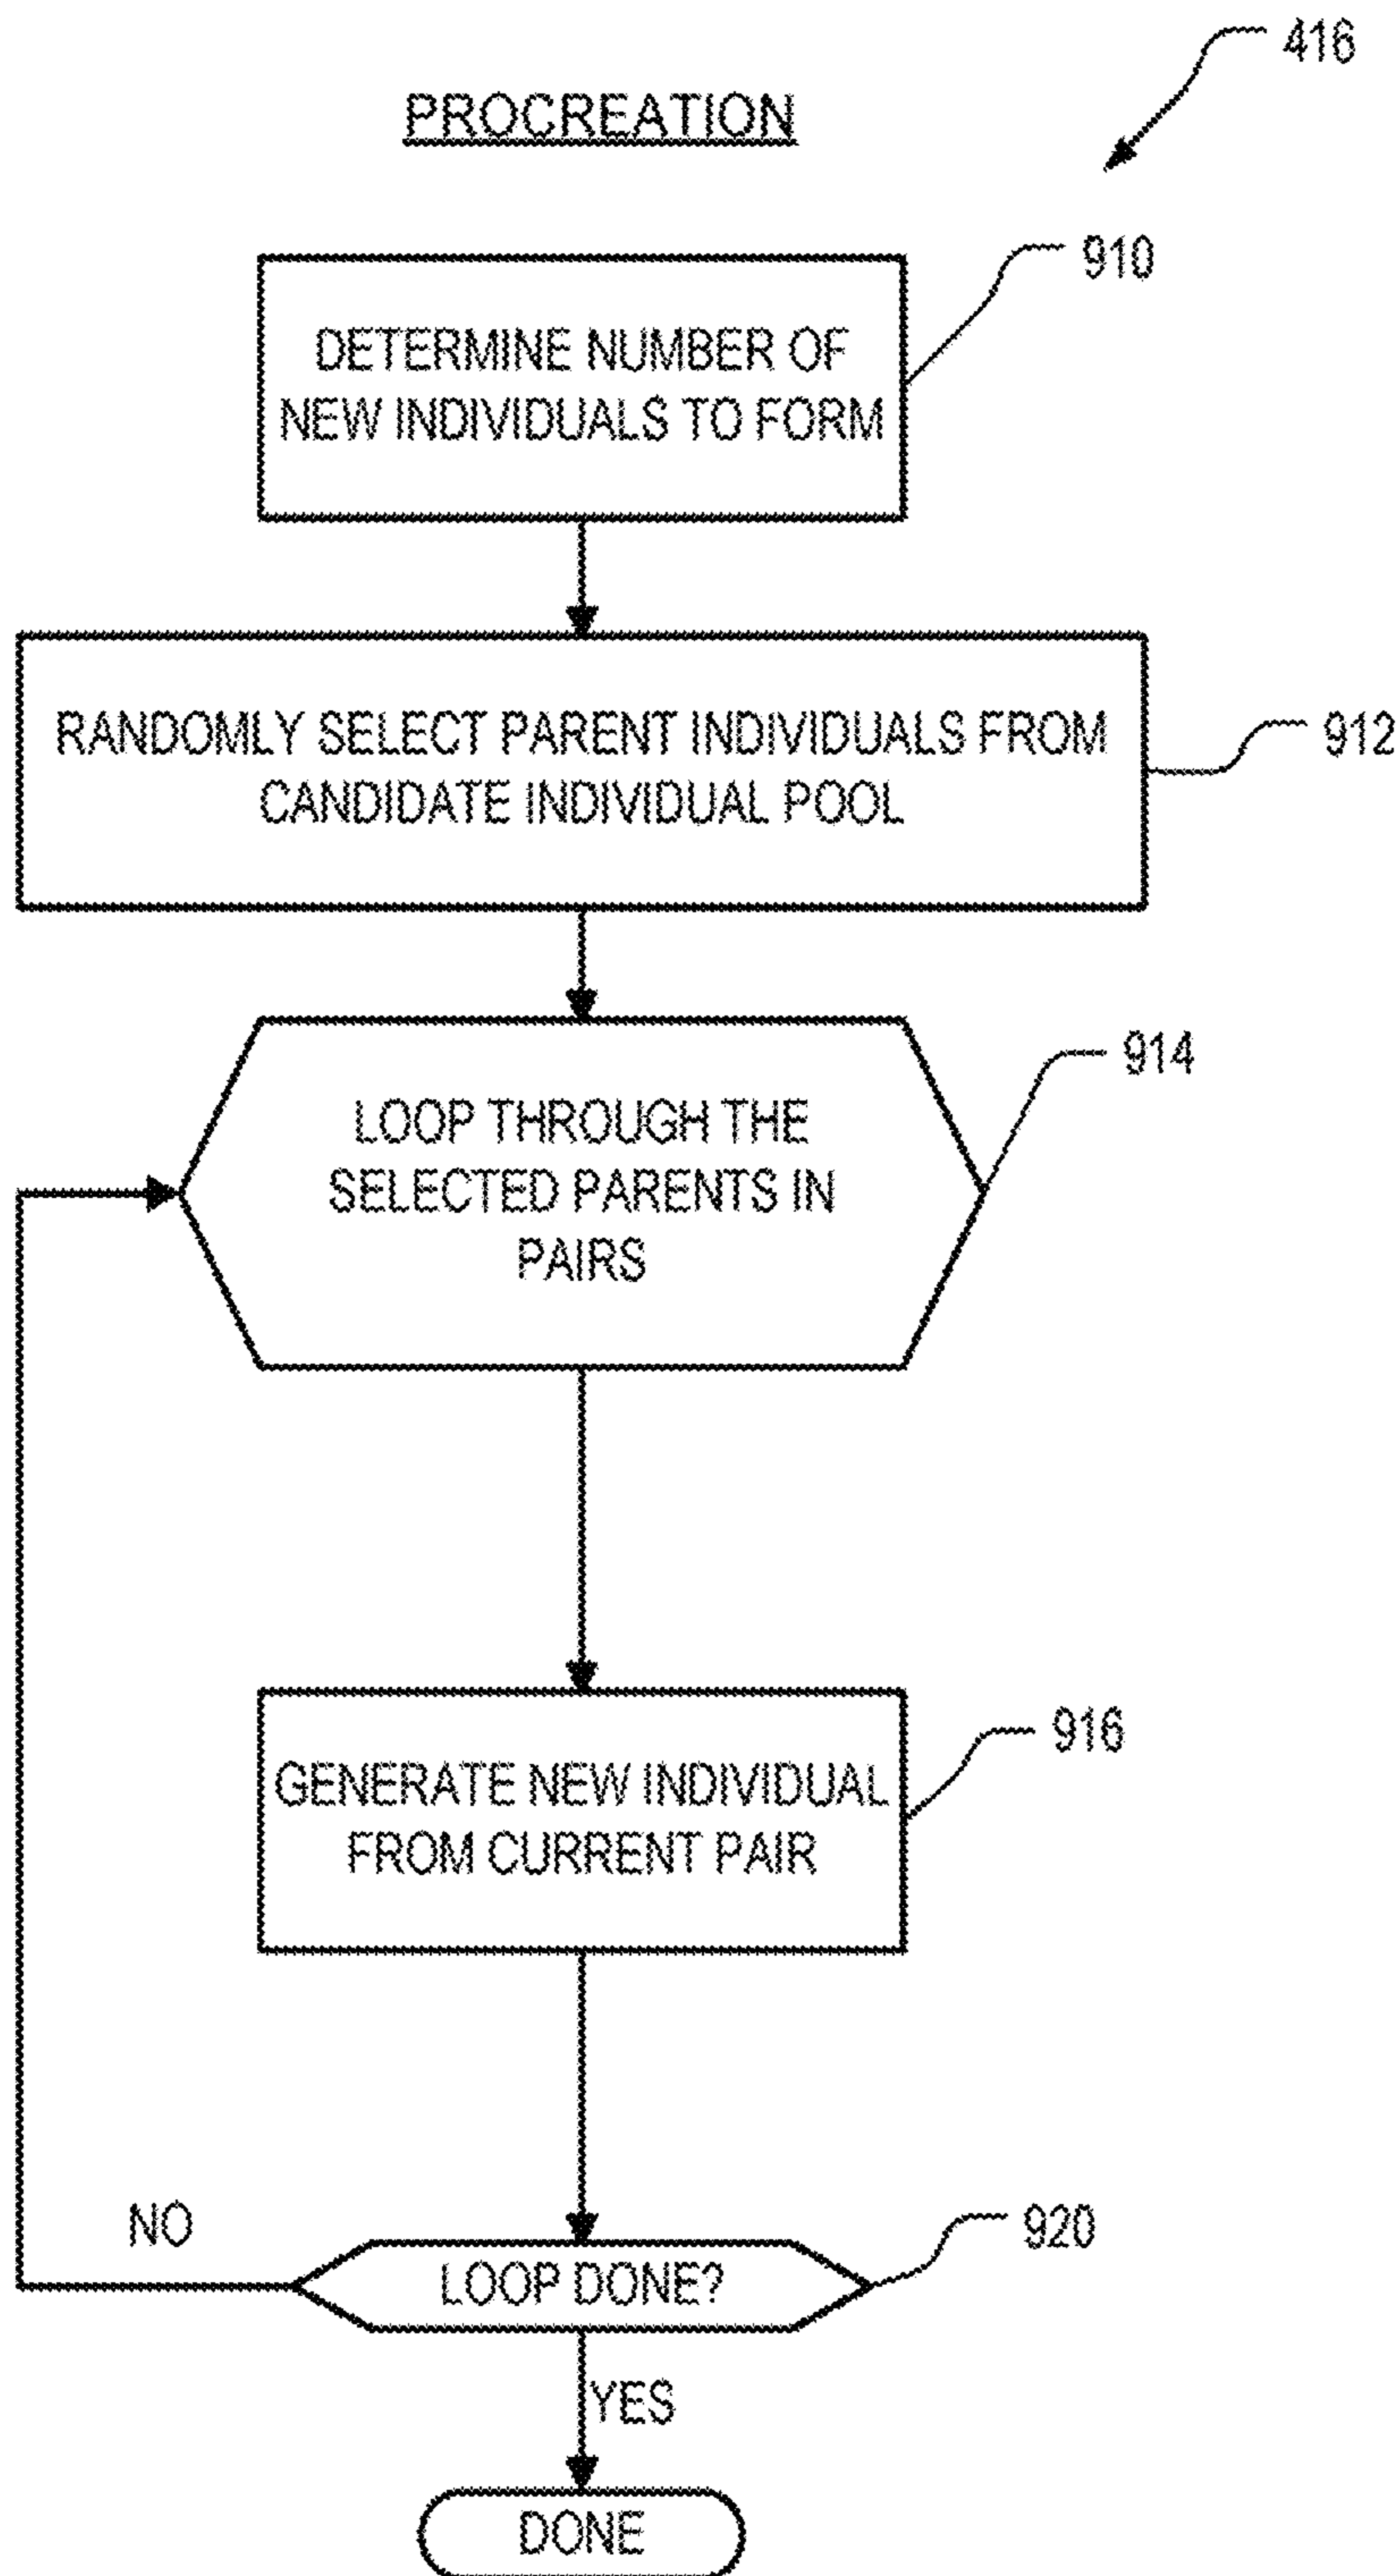 416
PROCREATION
910
DETERMINE NUMBER OF
NEW INDIVIDUALS TO FORM
RANDOMLY SELECT PARENT INDIVIDUALS FROM
CANDIDATE INDIVIDUAL POOL
912
914
LOOP THROUGH THE
SELECTED PARENTS IN
PAIRS
916
GENERATE NEW INDIVIDUAL
FROM CURRENT PAIR
NO
920
LOOP DONE?
YES
DONE